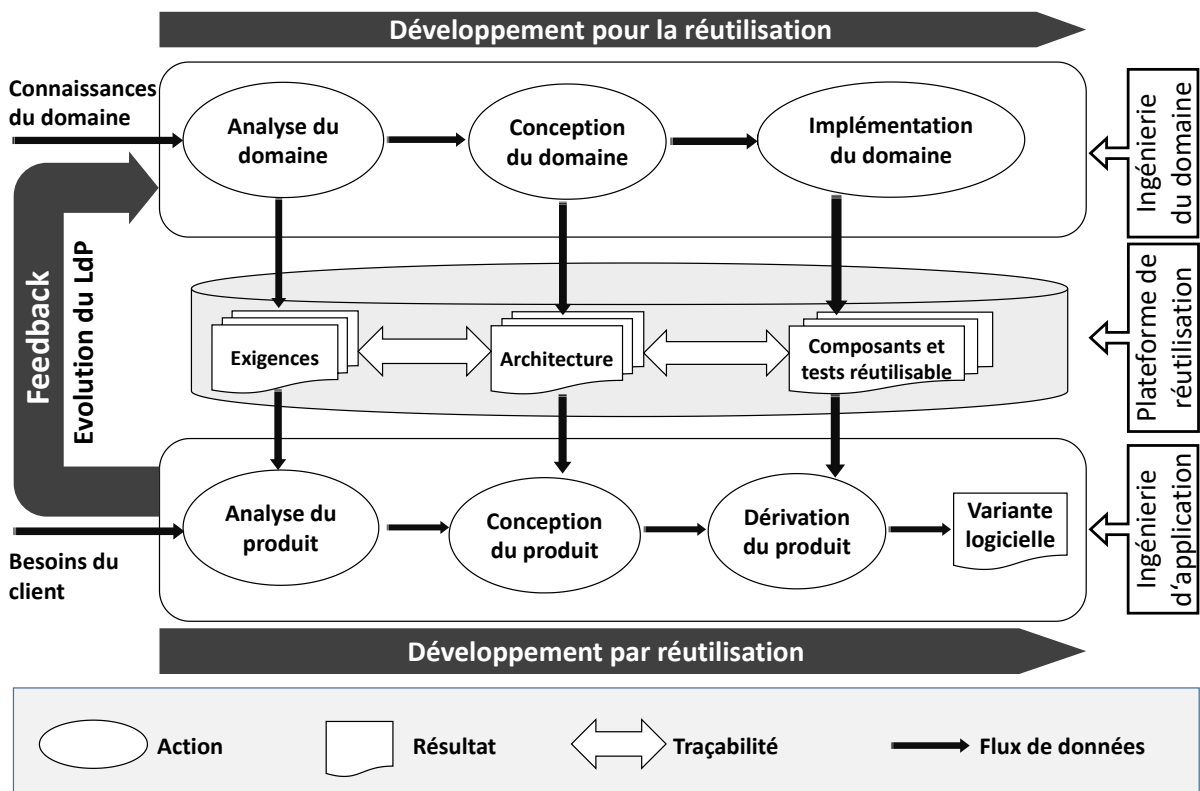 Développement pour la réutilisation
Connaissances
du domaine
Analyse du
domaine
Conception
du domaine
Implémentation
du domaine
Ingénierie
du domaine
Feedback
Evolution du LdP
Exigences
Architecture
Composants et
tests réutilisable
Plateforme de
réutilisation
Besoins du
client
Analyse du
produit
Conception
du produit
Dérivation
du produit
Variante
logicielle
Ingénierie
d‘application
Développement par réutilisation
Action
Résultat
Traçabilité
Flux de données